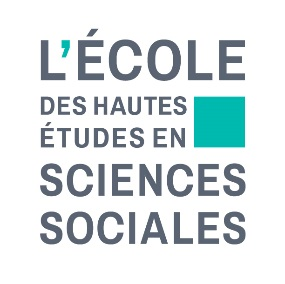 L'ÉCOLE
DES HAUTES
ÉTUDES EN
SCIENCES
SOCIALES